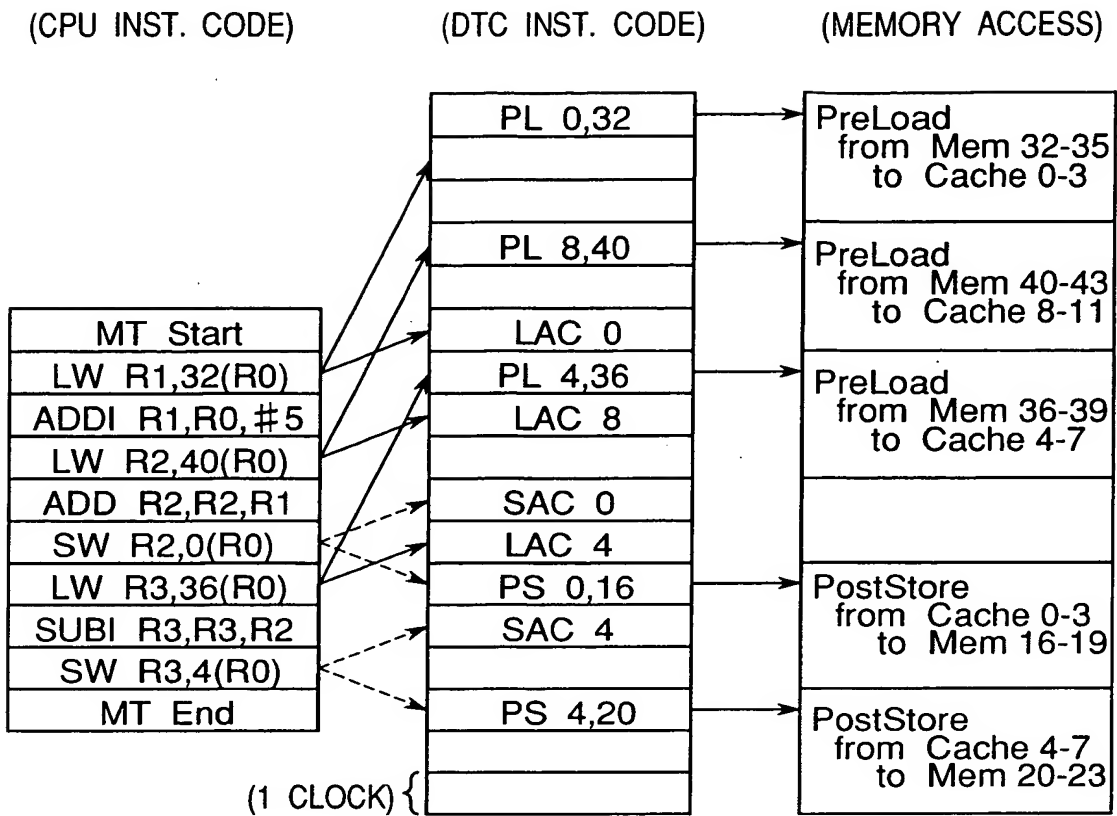 (CPU INST. CODE)
(DTC INST. CODE)
(MEMORY ACCESS)
MT Start
LW R1,32(R0)
ADDI R1,R0,#5
LW R2,40(R0)
ADD R2,R2,R1
SW R2,0(R0)
LW R3,36(R0)
SUBI R3,R3,R2
SW R3,4(R0)
MT End
PL 0,32
PL 8,40
LAC 0
PL 4,36
LAC 8
SAC 0
LAC 4
PS 0,16
SAC 4
PS 4,20
(1 CLOCK) {
PreLoad
from Mem 32-35
to Cache 0-3
PreLoad
from Mem 40-43
to Cache 8-11
PreLoad
from Mem 36-39
to Cache 4-7
PostStore
from Cache 0-3
to Mem 16-19
PostStore
from Cache 4-7
to Mem 20-23